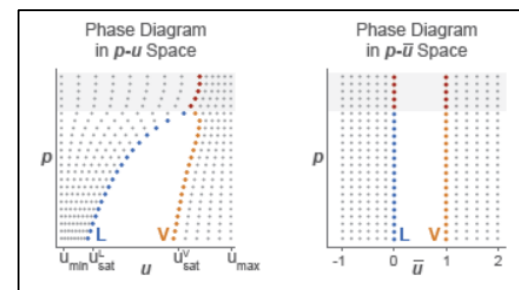 Phase Diagram
in p-u Space
p
L
V
u_min
u^L_sat
u
u^V_sat
u_max
Phase Diagram
in p-u̅ Space
p
L
V
-1
0
u̅
1
2